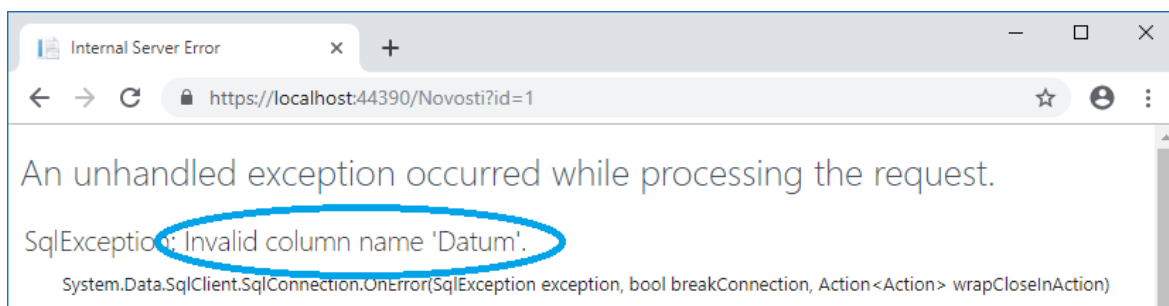 Internal Server Error
https://localhost:44390/Novosti?id=1
An unhandled exception occurred while processing the request.
SqlException: Invalid column name 'Datum'.
System.Data.SqlClient.SqlConnection.OnError(SqlException exception, bool breakConnection, Action<Action> wrapCloseInAction)